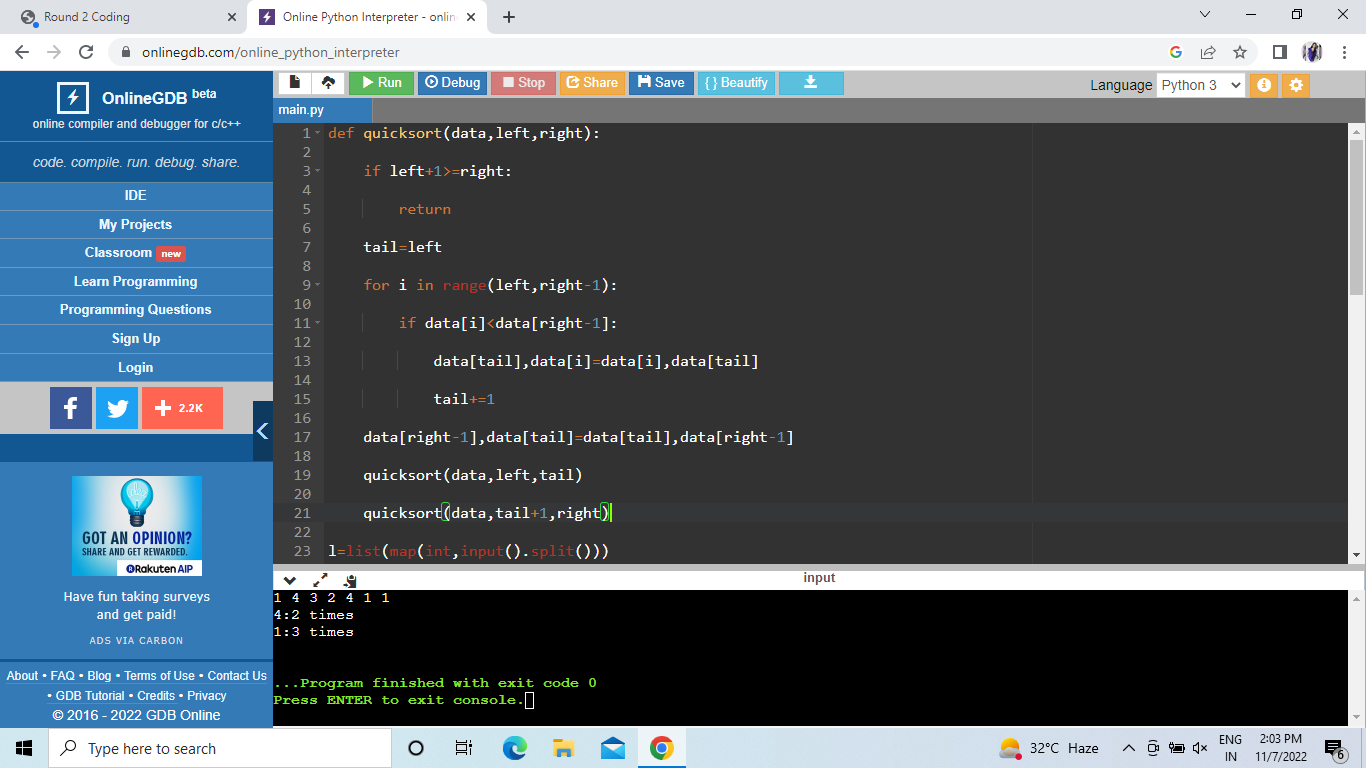 Round 2 Coding
Online Python Interpreter - onlin
onlinegdb.com/online_python_interpreter
OnlineGDB beta
online compiler and debugger for c/c++
code. compile. run. debug. share.
IDE
My Projects
Classroom new
Learn Programming
Programming Questions
Sign Up
Login
2.2K
GOT AN OPINION?
SHARE AND GET REWARDED.
Rakuten AIP
Have fun taking surveys
and get paid!
ADS VIA CARBON
About • FAQ • Blog • Terms of Use • Contact Us
• GDB Tutorial • Credits • Privacy
© 2016 - 2022 GDB Online
Run Debug Stop Share Save { } Beautify
Language Python 3
main.py
1 def quicksort(data,left,right):
2
3 if left+1>=right:
4
5 return
6
7 tail=left
8
9 for i in range(left,right-1):
10
11 if data[i]<data[right-1]:
12
13 data[tail],data[i]=data[i],data[tail]
14
15 tail+=1
16
17 data[right-1],data[tail]=data[tail],data[right-1]
18
19 quicksort(data,left,tail)
20
21 quicksort(data,tail+1,right)
22
23 l=list(map(int,input().split()))
input
1 4 3 2 4 1 1
4:2 times
1:3 times
...Program finished with exit code 0
Press ENTER to exit console.
Type here to search
32°C Haze
ENG
IN
2:03 PM
11/7/2022
6